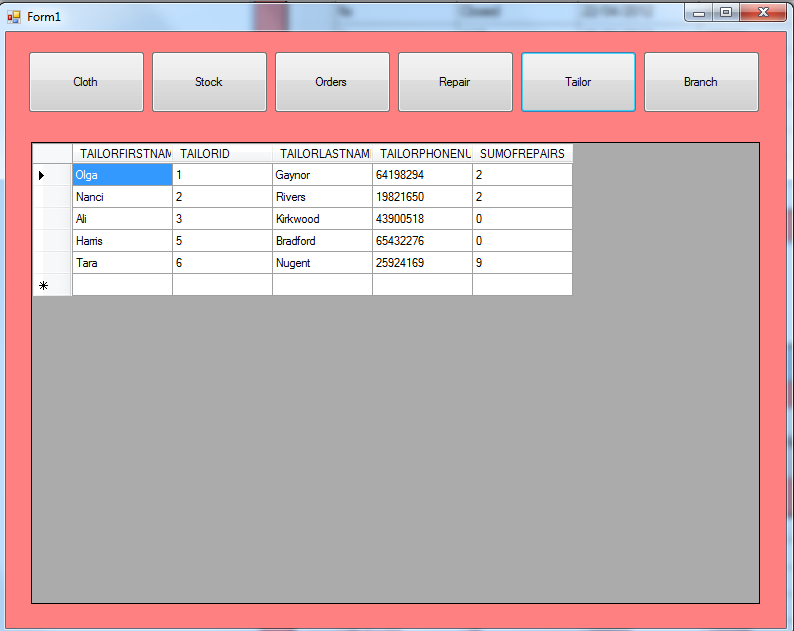 Form1
Cloth Stock Orders Repair Tailor Branch
TAILORFIRSTNAM TAILORID TAILORLASTNAM TAILORPHONENU SUMOFREPAIRS
Olga 1 Gaynor 64198294 2
Nanci 2 Rivers 19821650 2
Ali 3 Kirkwood 43900518 0
Harris 5 Bradford 65432276 0
Tara 6 Nugent 25924169 9